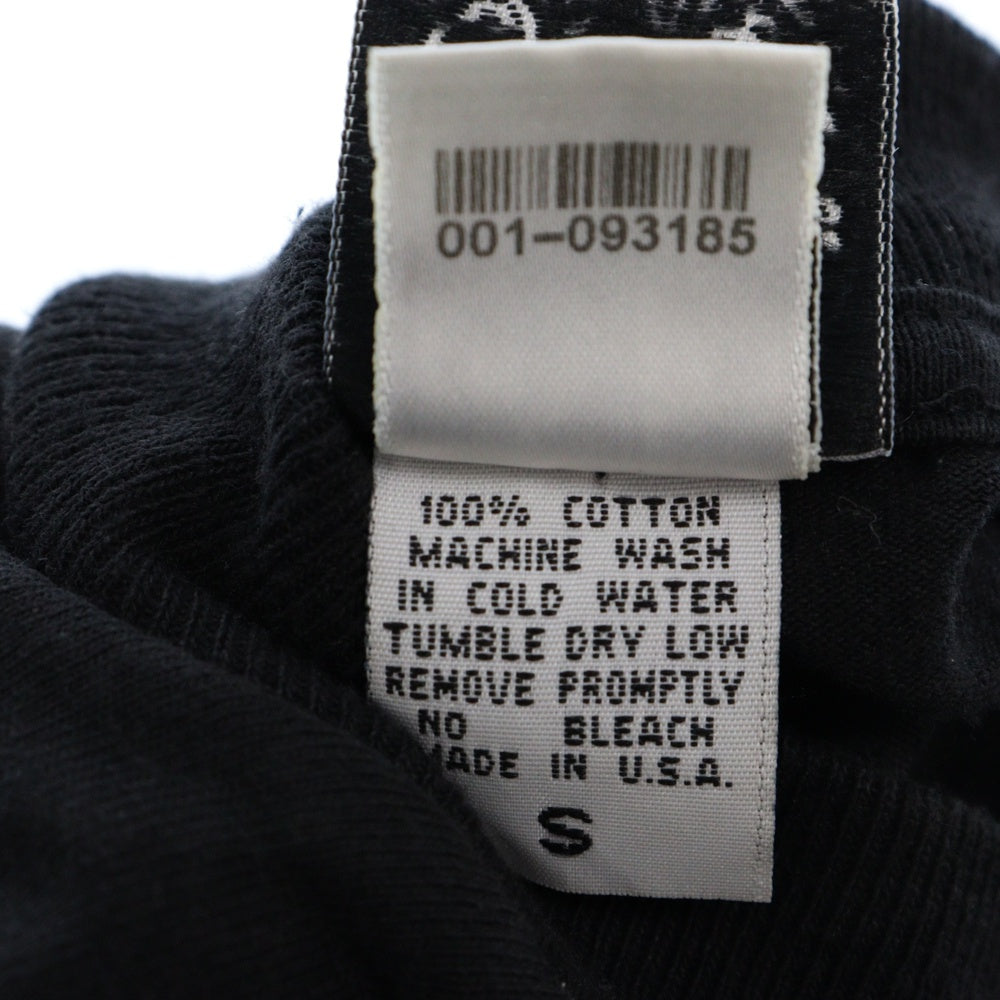 001-093185
100% COTTON
MACHINE WASH
IN COLD WATER
TUMBLE DRY LOW
REMOVE PROMPTLY
NO BLEACH
MADE IN U.S.A.
S